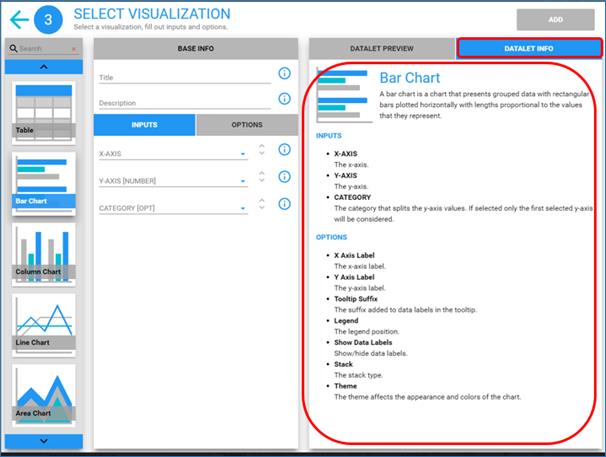 3
SELECT VISUALIZATION
Select a visualization, fill out inputs and options.
ADD
Search
×
Table
Bar Chart
Column Chart
Line Chart
Area Chart
BASE INFO
Title
Description
INPUTS
OPTIONS
X-AXIS
Y-AXIS [NUMBER]
CATEGORY [OPT]
DATALET PREVIEW
DATALET INFO
Bar Chart
A bar chart is a chart that presents grouped data with rectangular
bars plotted horizontally with lengths proportional to the values
that they represent.
INPUTS
• X-AXIS
The x-axis.
• Y-AXIS
The y-axis.
• CATEGORY
The category that splits the y-axis values. If selected only the first selected y-axis
will be considered.
OPTIONS
• X Axis Label
The x-axis label.
• Y Axis Label
The y-axis label.
• Tooltip Suffix
The suffix added to data labels in the tooltip.
• Legend
The legend position.
• Show Data Labels
Show/hide data labels.
• Stack
The stack type.
• Theme
The theme affects the appearance and colors of the chart.